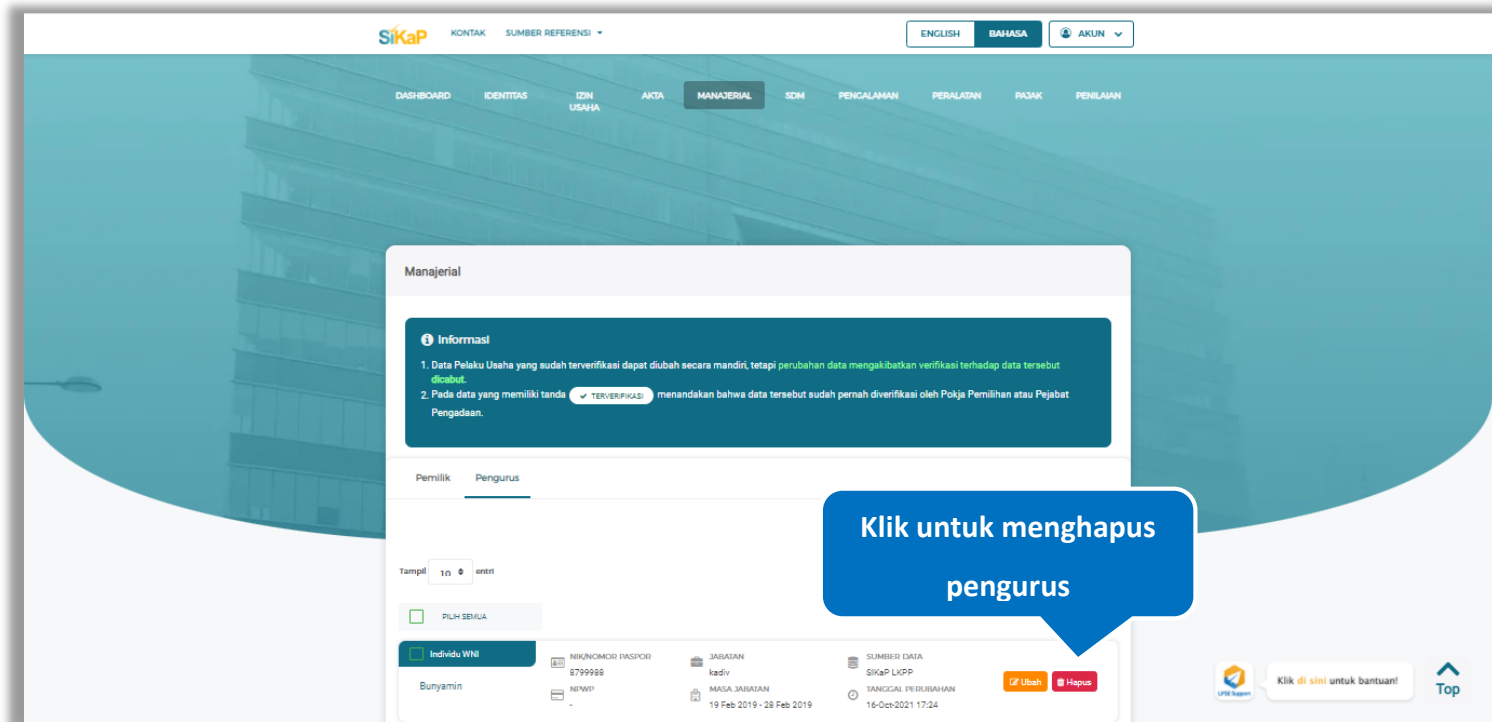 SiKaP KONTAK SUMBER REFERENSI ENGLISH BAHASA AKUN
DASHBOARD IDENTITAS IZIN USAHA AKTA MANAJERIAL SDM PENGALAMAN PERALATAN PAJAK PENILAIAN
Manajerial
Informasi
1. Data Pelaku Usaha yang sudah terverifikasi dapat diubah secara mandiri, tetapi perubahan data mengakibatkan verifikasi terhadap data tersebut
dicabut.
2. Pada data yang memiliki tanda TERVERIFIKASI menandakan bahwa data tersebut sudah pernah diverifikasi oleh Pokja Pemilihan atau Pejabat
Pengadaan.
Pemilik Pengurus
Klik untuk menghapus
pengurus
Tampil 10 entri
PILIH SEMUA
Individu WNI
Bunyamin
NIK/NOMOR PASPOR
8799988
NPWP
-
JABATAN
kadiv
MASA JABATAN
19 Feb 2019 - 28 Feb 2019
SUMBER DATA
SIKaP LKPP
TANGGAL PERUBAHAN
16-Oct-2021 17:24
Ubah Hapus
LPSE Support
Klik di sini untuk bantuan!
Top